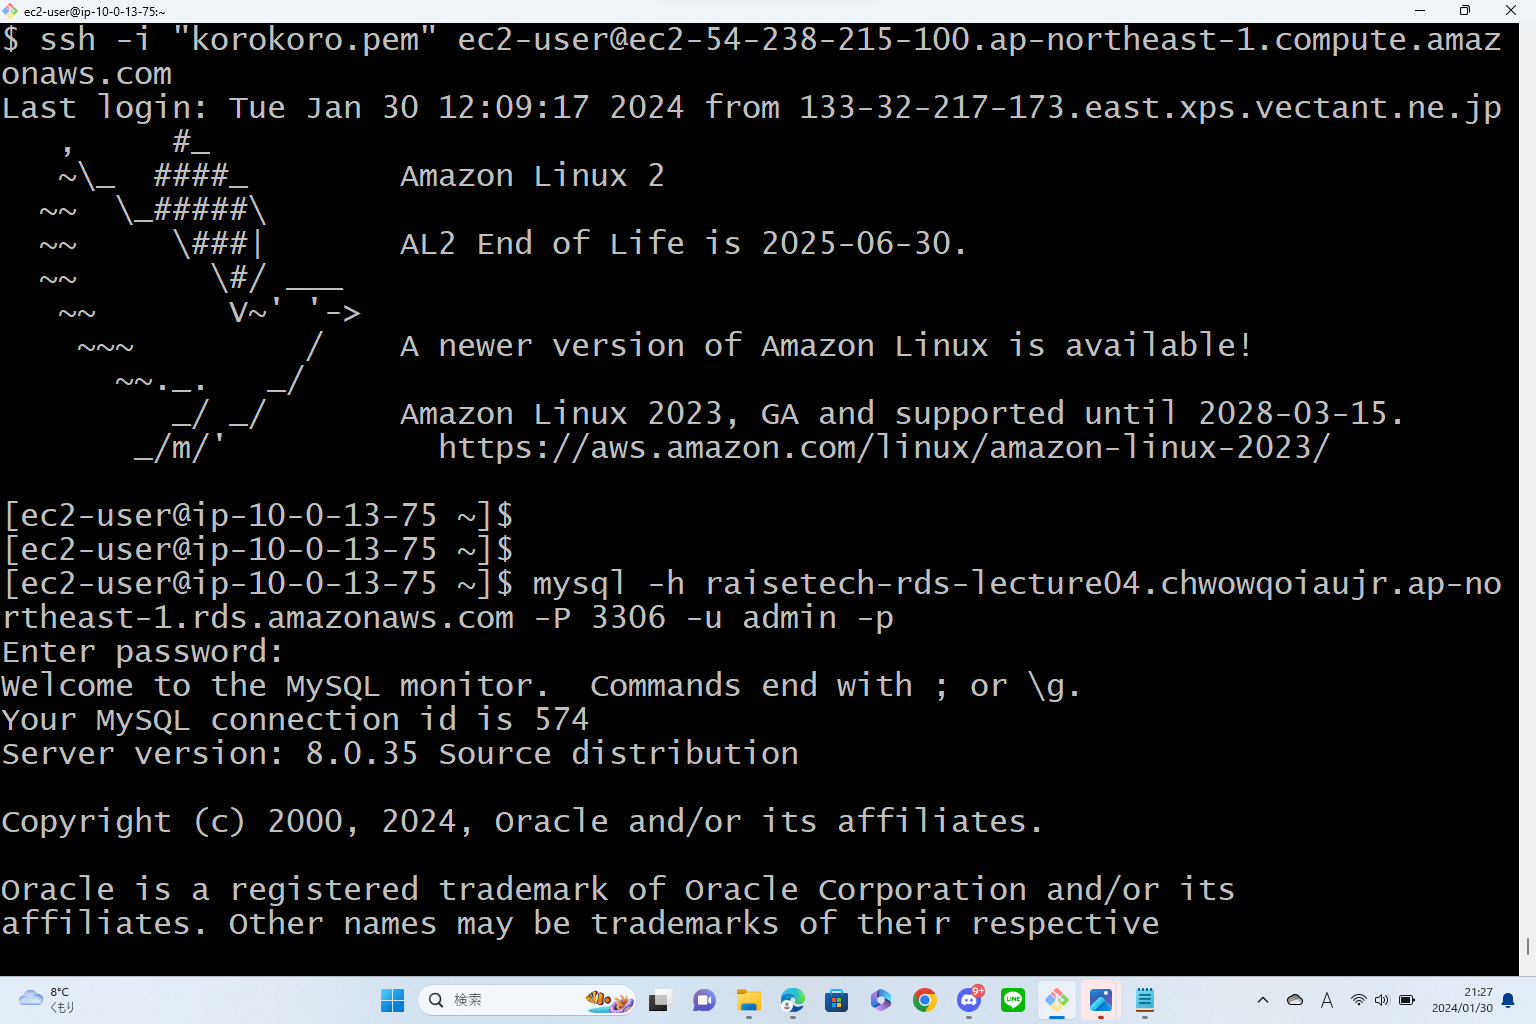 ec2-user@ip-10-0-13-75:~
$ ssh -i "korokoro.pem" ec2-user@ec2-54-238-215-100.ap-northeast-1.compute.amaz
onaws.com
Last login: Tue Jan 30 12:09:17 2024 from 133-32-217-173.east.xps.vectant.ne.jp
   ,     #_
   ~\_  ####_        Amazon Linux 2
  ~~  \_#####\
  ~~     \###|       AL2 End of Life is 2025-06-30.
  ~~       \#/ ___
   ~~       V~' '->
    ~~~         /    A newer version of Amazon Linux is available!
      ~~._.   _/
         _/ _/       Amazon Linux 2023, GA and supported until 2028-03-15.
       _/m/'           https://aws.amazon.com/linux/amazon-linux-2023/
[ec2-user@ip-10-0-13-75 ~]$
[ec2-user@ip-10-0-13-75 ~]$
[ec2-user@ip-10-0-13-75 ~]$ mysql -h raisetech-rds-lecture04.chwowqoiaujr.ap-no
rtheast-1.rds.amazonaws.com -P 3306 -u admin -p
Enter password:
Welcome to the MySQL monitor.  Commands end with ; or \g.
Your MySQL connection id is 574
Server version: 8.0.35 Source distribution
Copyright (c) 2000, 2024, Oracle and/or its affiliates.
Oracle is a registered trademark of Oracle Corporation and/or its
affiliates. Other names may be trademarks of their respective
8°C
くもり
検索
9+
LINE
A
21:27
2024/01/30